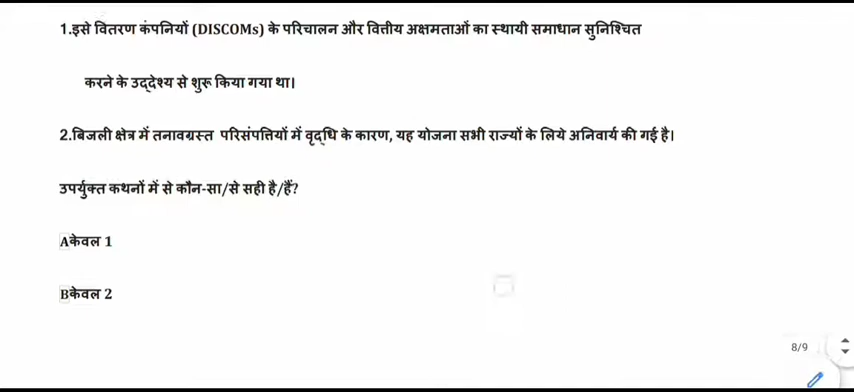 1.इसे वितरण कंपनियों (DISCOMs) के परिचालन और वित्तीय अक्षमताओं का स्थायी समाधान सुनिश्चित
करने के उद्देश्य से शुरू किया गया था।
2.बिजली क्षेत्र में तनावग्रस्त परिसंपत्तियों में वृद्धि के कारण, यह योजना सभी राज्यों के लिये अनिवार्य की गई है।
उपर्युक्त कथनों में से कौन-सा/से सही है/हैं?
Aकेवल 1
Bकेवल 2
8/9